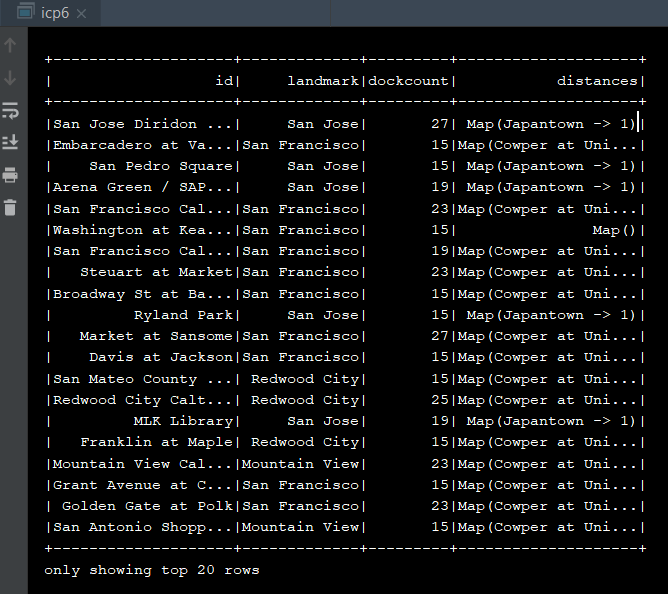 icp6
+--------------------+-------------+---------+--------------------+
|                  id|     landmark|dockcount|           distances|
+--------------------+-------------+---------+--------------------+
|San Jose Diridon ...|     San Jose|       27| Map(Japantown -> 1)|
|Embarcadero at Va...|San Francisco|       15|Map(Cowper at Uni...|
|    San Pedro Square|     San Jose|       15| Map(Japantown -> 1)|
|Arena Green / SAP...|     San Jose|       19| Map(Japantown -> 1)|
|San Francisco Cal...|San Francisco|       23|Map(Cowper at Uni...|
|Washington at Kea...|San Francisco|       15|               Map()|
|San Francisco Cal...|San Francisco|       19|Map(Cowper at Uni...|
|   Steuart at Market|San Francisco|       23|Map(Cowper at Uni...|
|Broadway St at Ba...|San Francisco|       15|Map(Cowper at Uni...|
|         Ryland Park|     San Jose|       15| Map(Japantown -> 1)|
|   Market at Sansome|San Francisco|       27|Map(Cowper at Uni...|
|    Davis at Jackson|San Francisco|       15|Map(Cowper at Uni...|
|San Mateo County ...| Redwood City|       15|Map(Cowper at Uni...|
|Redwood City Calt...| Redwood City|       25|Map(Cowper at Uni...|
|         MLK Library|     San Jose|       19| Map(Japantown -> 1)|
|   Franklin at Maple| Redwood City|       15|Map(Cowper at Uni...|
|Mountain View Cal...|Mountain View|       23|Map(Cowper at Uni...|
|Grant Avenue at C...|San Francisco|       15|Map(Cowper at Uni...|
| Golden Gate at Polk|San Francisco|       23|Map(Cowper at Uni...|
|San Antonio Shopp...|Mountain View|       15|Map(Cowper at Uni...|
+--------------------+-------------+---------+--------------------+
only showing top 20 rows